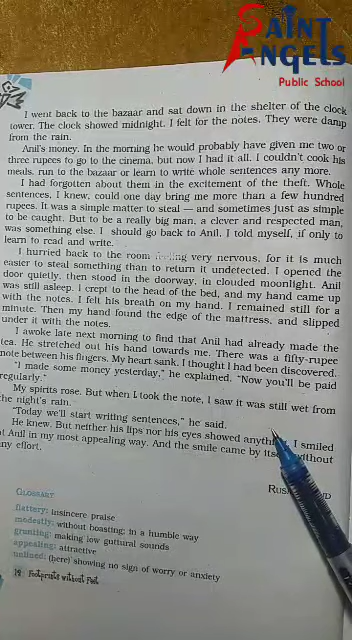 SAINT
ANGELS
Public School
I went back to the bazaar and sat down in the shelter of the clock
tower. The clock showed midnight. I felt for the notes. They were damp
from the rain.
Anil's money. In the morning he would probably have given me two or
three rupees to go to the cinema, but now I had it all. I couldn't cook his
meals, run to the bazaar or learn to write whole sentences any more.
I had forgotten about them in the excitement of the theft. Whole
sentences, I knew, could one day bring me more than a few hundred
rupees. It was a simple matter to steal — and sometimes just as simple
to be caught. But to be a really big man, a clever and respected man,
was something else. I should go back to Anil, I told myself, if only to
learn to read and write.
I hurried back to the room feeling very nervous, for it is much
easier to steal something than to return it undetected. I opened the
door quietly, then stood in the doorway, in clouded moonlight. Anil
was still asleep. I crept to the head of the bed, and my hand came up
with the notes. I felt his breath on my hand. I remained still for a
minute. Then my hand found the edge of the mattress, and slipped
under it with the notes.
I awoke late next morning to find that Anil had already made the
tea. He stretched out his hand towards me. There was a fifty-rupee
note between his fingers. My heart sank. I thought I had been discovered.
"I made some money yesterday," he explained. "Now you'll be paid
regularly."
My spirits rose. But when I took the note, I saw it was still wet from
the night's rain.
"Today we'll start writing sentences," he said.
He knew. But neither his lips nor his eyes showed anything. I smiled
at Anil in my most appealing way. And the smile came by itself, without
any effort.
GLOSSARY
flattery: insincere praise
modestly: without boasting; in a humble way
grunting: making low guttural sounds
appealing: attractive
unlined: (here) showing no sign of worry or anxiety
14 Footprints without Feet